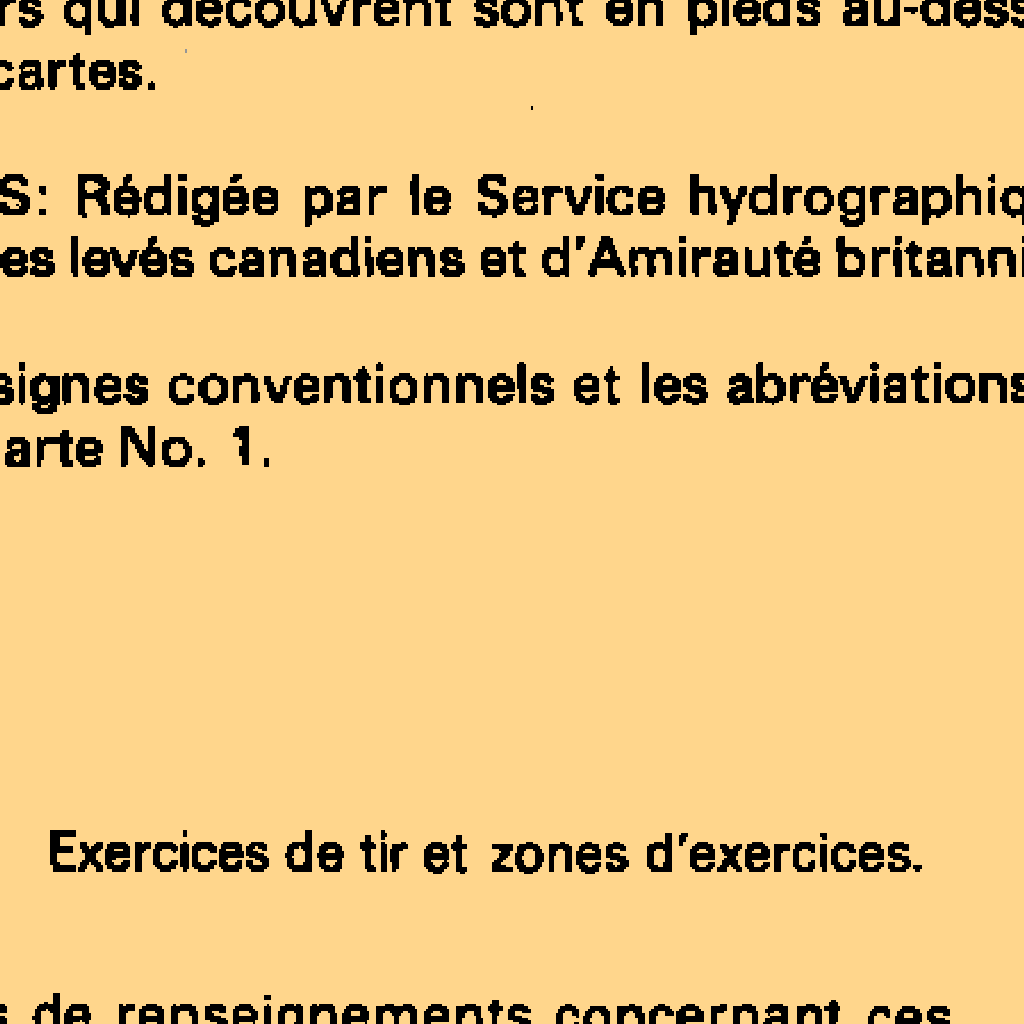 rs qui découvrent sont en pieds au-dess
cartes.
S: Rédigée par le Service hydrographiq
es levés canadiens et d'Amirauté britanni
signes conventionnels et les abréviations
arte No. 1.
Exercices de tir et zones d'exercices.
s de renseignements concernant ces